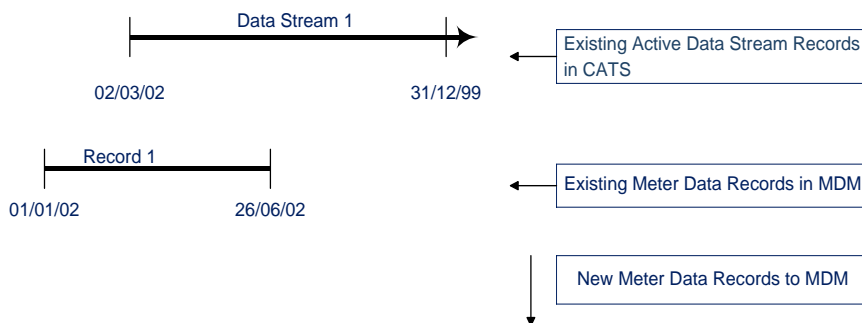 Data Stream 1
Existing Active Data Stream Records
in CATS
02/03/02
31/12/99
Record 1
Existing Meter Data Records in MDM
01/01/02
26/06/02
New Meter Data Records to MDM